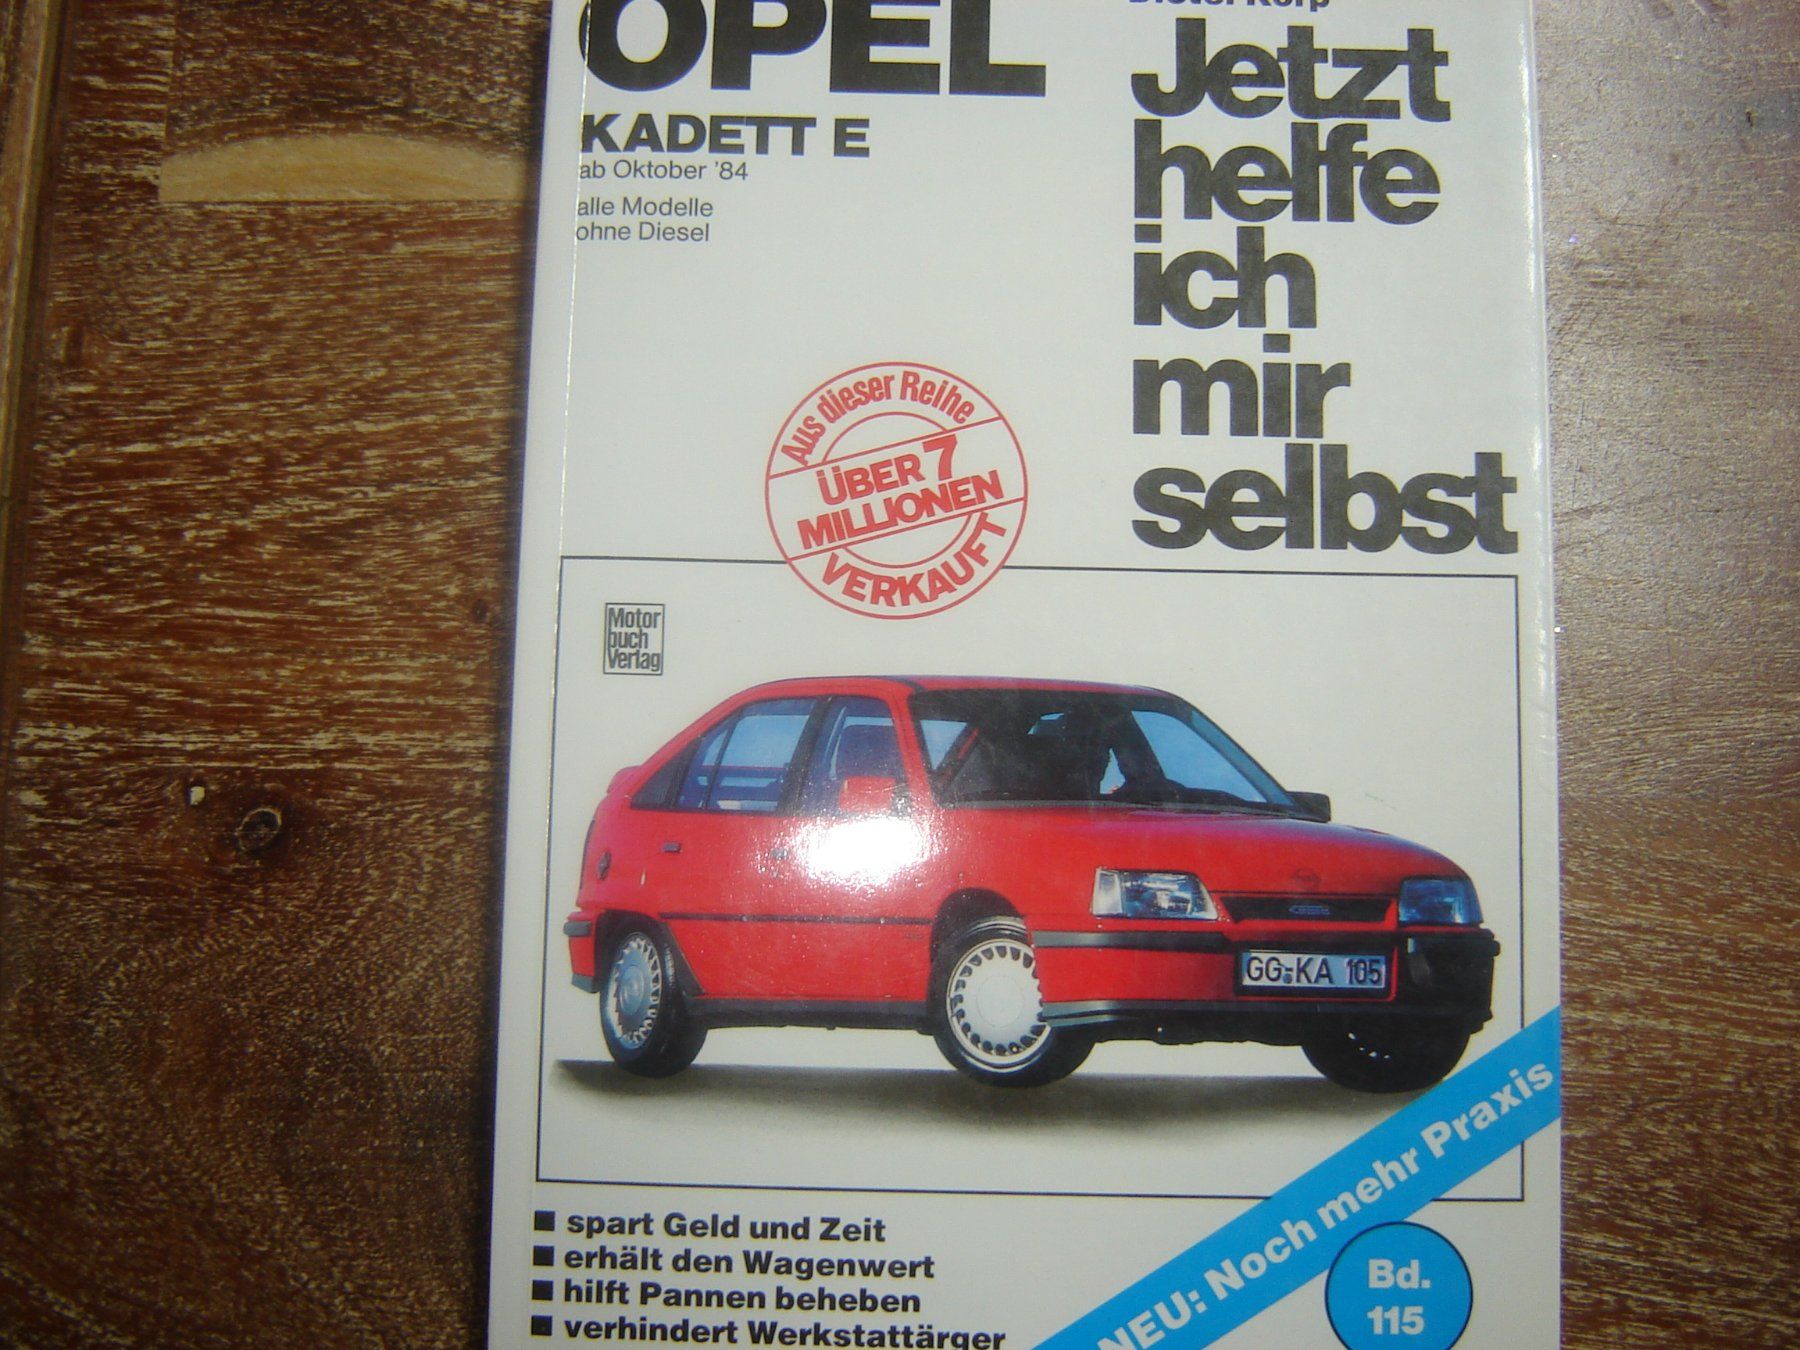 OPEL
KADETT E
ab Oktober '84
alle Modelle
ohne Diesel
Dieter Korp
Jetzt
helfe
ich
mir
selbst
Aus dieser Reihe
ÜBER 7
MILLIONEN
VERKAUFT
Motor
buch
Verlag
GG-KA 105
spart Geld und Zeit
erhält den Wagenwert
hilft Pannen beheben
verhindert Werkstattärger
NEU: Noch mehr Praxis
Bd.
115